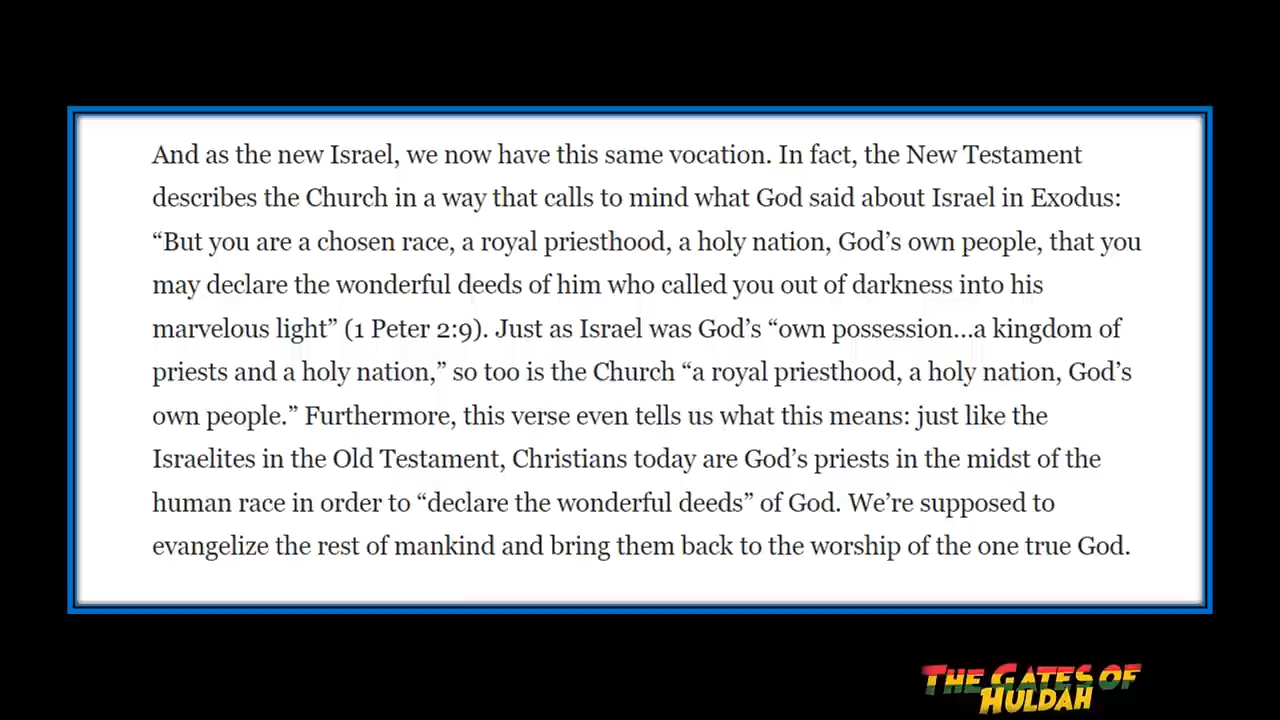 And as the new Israel, we now have this same vocation. In fact, the New Testament
describes the Church in a way that calls to mind what God said about Israel in Exodus:
“But you are a chosen race, a royal priesthood, a holy nation, God’s own people, that you
may declare the wonderful deeds of him who called you out of darkness into his
marvelous light” (1 Peter 2:9). Just as Israel was God’s “own possession…a kingdom of
priests and a holy nation,” so too is the Church “a royal priesthood, a holy nation, God’s
own people.” Furthermore, this verse even tells us what this means: just like the
Israelites in the Old Testament, Christians today are God’s priests in the midst of the
human race in order to “declare the wonderful deeds” of God. We’re supposed to
evangelize the rest of mankind and bring them back to the worship of the one true God.
THE GATES OF
HULDAH